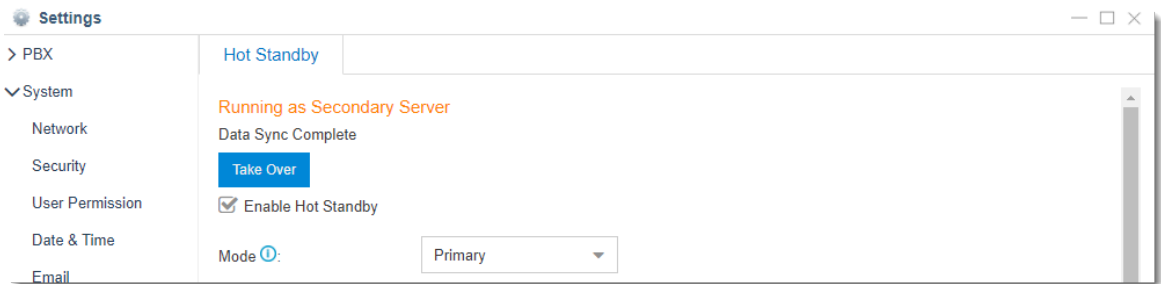 Settings
PBX
System
Network
Security
User Permission
Date & Time
Email
Hot Standby
Running as Secondary Server
Data Sync Complete
Take Over
Enable Hot Standby
Mode : Primary